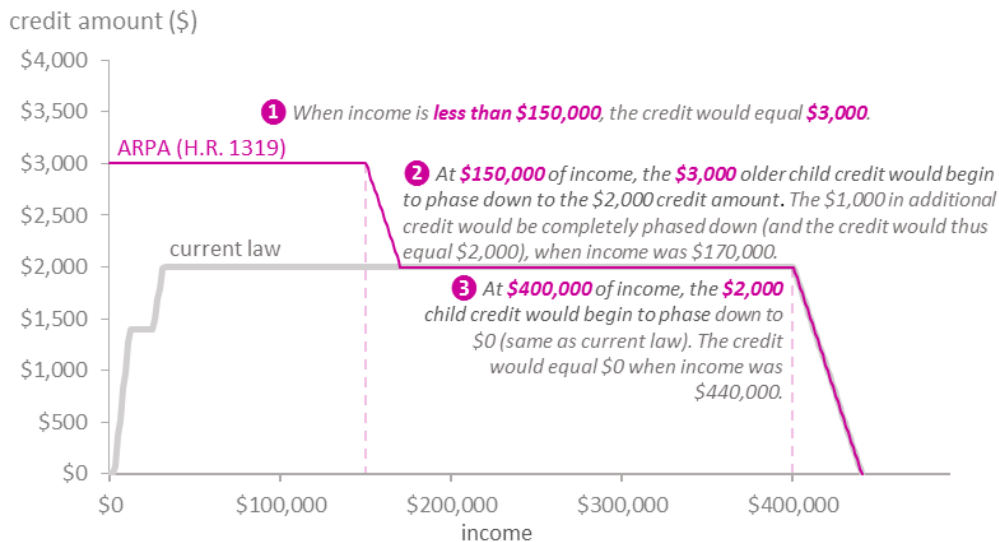 credit amount ($)
$4,000
$3,500
1 When income is less than $150,000, the credit would equal $3,000.
ARPA (H.R. 1319)
$3,000
2 At $150,000 of income, the $3,000 older child credit would begin
to phase down to the $2,000 credit amount. The $1,000 in additional
$2,500
credit would be completely phased down (and the credit would thus
current law
equal $2,000), when income was $170,000.
$2,000
3 At $400,000 of income, the $2,000
child credit would begin to phase down to
$1,500
$0 (same as current law). The credit
would equal $0 when income was
$1,000
$440,000.
$500
$0
$0 $100,000 $200,000 $300,000 $400,000
income